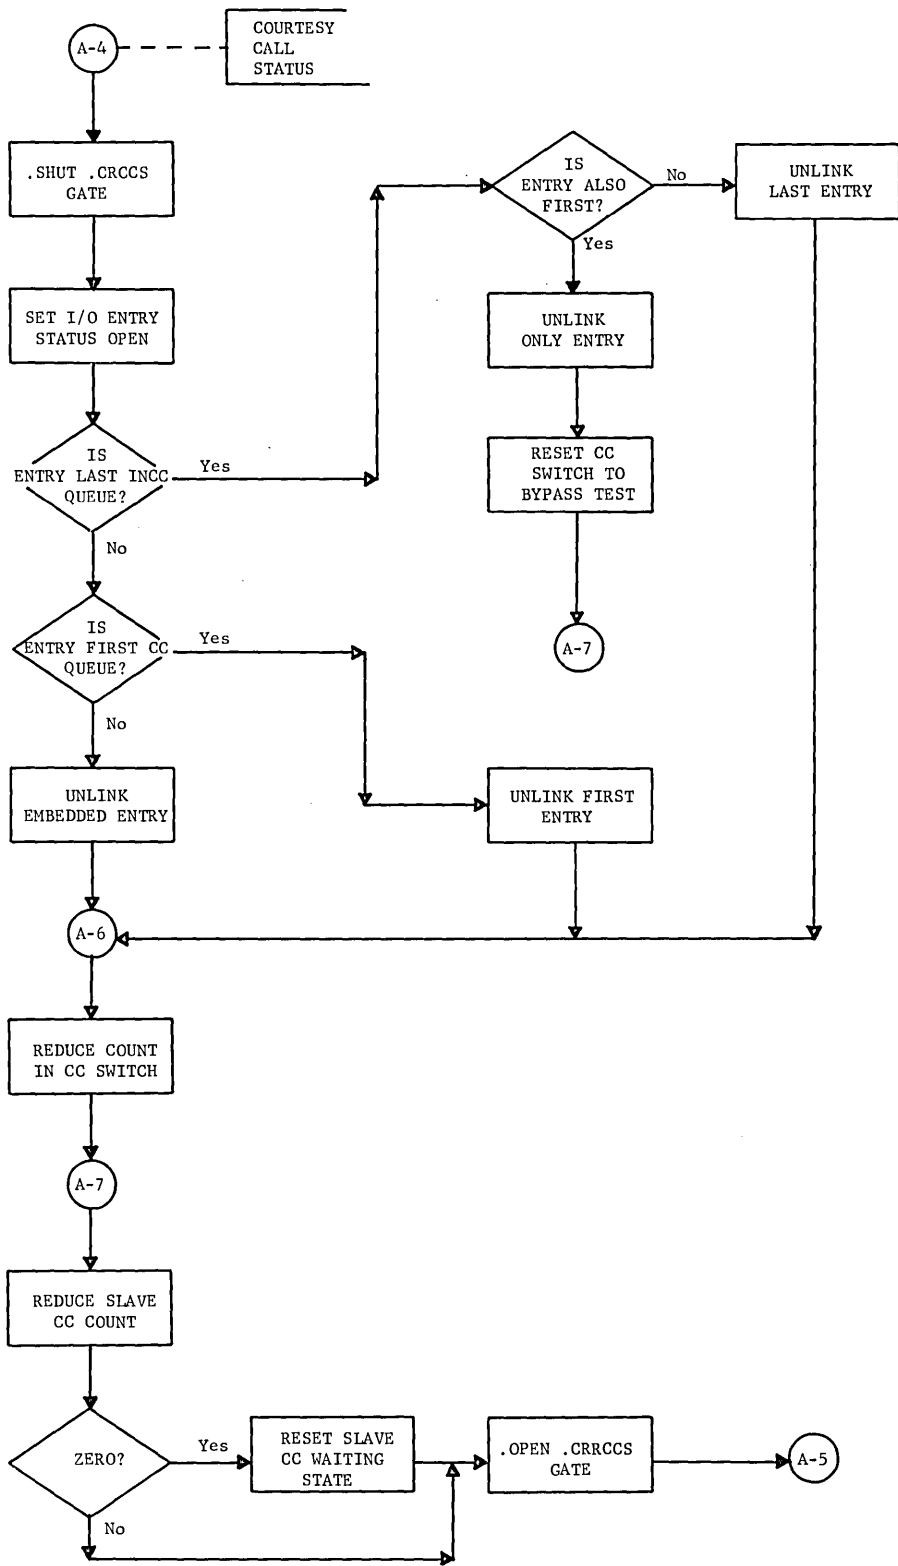 A-4
COURTESY
CALL
STATUS
.SHUT .CRCCS
GATE
IS
ENTRY ALSO
FIRST?
No
UNLINK
LAST ENTRY
Yes
SET I/O ENTRY
STATUS OPEN
UNLINK
ONLY ENTRY
IS
ENTRY LAST INCC
QUEUE?
Yes
RESET CC
SWITCH TO
BYPASS TEST
No
IS
ENTRY FIRST CC
QUEUE?
Yes
A-7
No
UNLINK
EMBEDDED ENTRY
UNLINK FIRST
ENTRY
A-6
REDUCE COUNT
IN CC SWITCH
A-7
REDUCE SLAVE
CC COUNT
ZERO?
Yes
RESET SLAVE
CC WAITING
STATE
.OPEN .CRRCCS
GATE
A-5
No